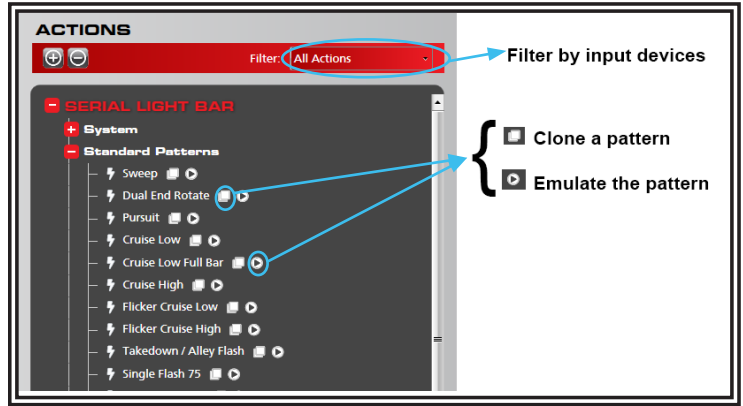 ACTIONS
Filter: All Actions
Filter by input devices
SERIAL LIGHT BAR
System
Standard Patterns
Sweep
Dual End Rotate
Pursuit
Cruise Low
Cruise Low Full Bar
Cruise High
Flicker Cruise Low
Flicker Cruise High
Takedown / Alley Flash
Single Flash 75
Clone a pattern
Emulate the pattern